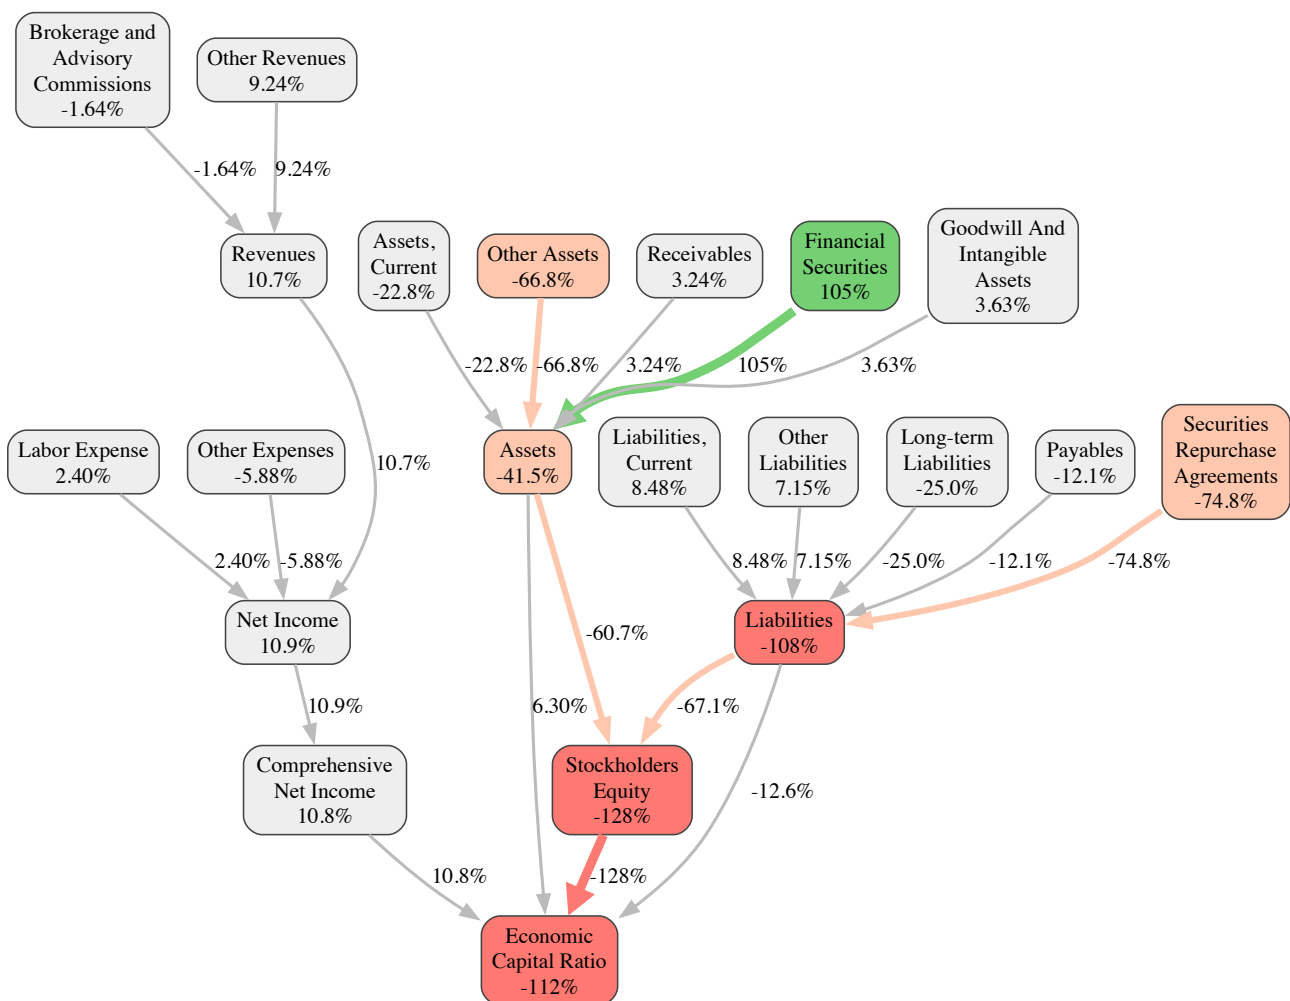 Brokerage and
Advisory
Commissions
-1.64%
Other Revenues
9.24%
-1.64%
9.24%
Revenues
10.7%
Assets,
Current
-22.8%
Other Assets
-66.8%
Receivables
3.24%
Financial
Securities
105%
Goodwill And
Intangible
Assets
3.63%
-22.8%
-66.8%
3.24%
105%
3.63%
Labor Expense
2.40%
Other Expenses
-5.88%
10.7%
Assets
-41.5%
Liabilities,
Current
8.48%
Other
Liabilities
7.15%
Long-term
Liabilities
-25.0%
Payables
-12.1%
Securities
Repurchase
Agreements
-74.8%
2.40%
-5.88%
8.48%
7.15%
-25.0%
-12.1%
-74.8%
Net Income
10.9%
-60.7%
Liabilities
-108%
10.9%
6.30%
-67.1%
Comprehensive
Net Income
10.8%
Stockholders
Equity
-128%
-12.6%
10.8%
-128%
Economic
Capital Ratio
-112%